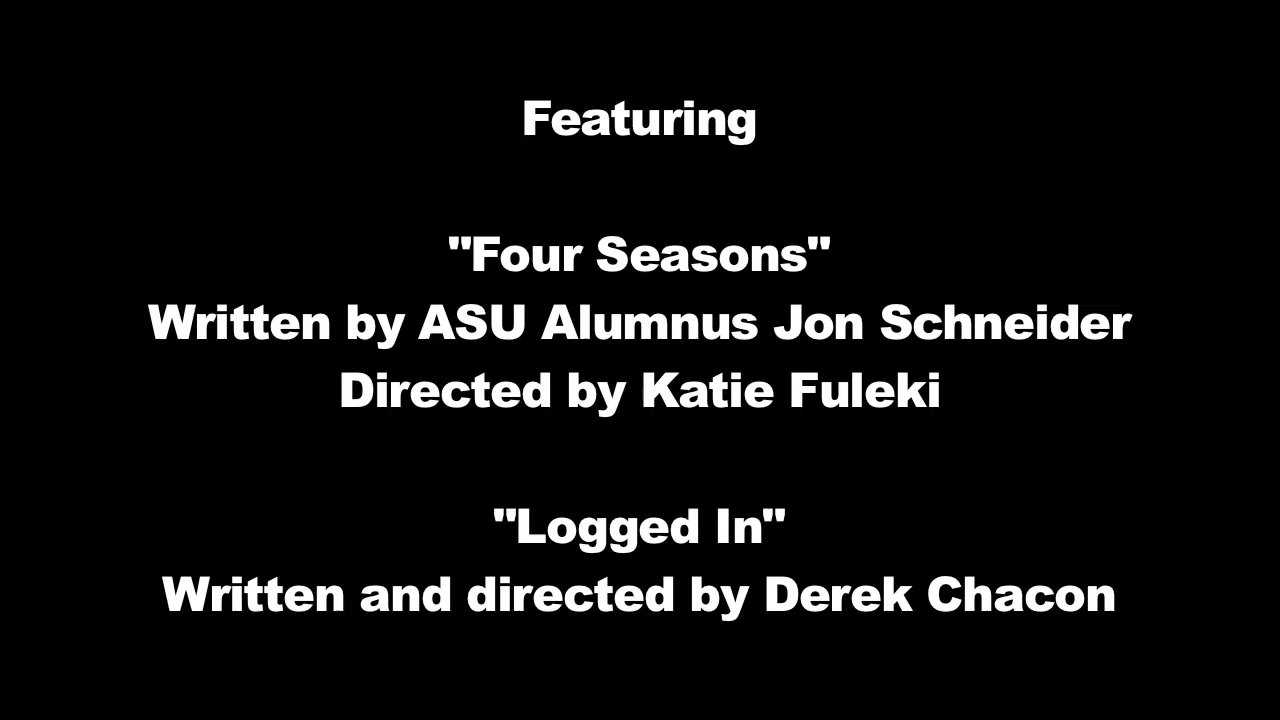 Featuring
"Four Seasons"
Written by ASU Alumnus Jon Schneider
Directed by Katie Fuleki
"Logged In"
Written and directed by Derek Chacon